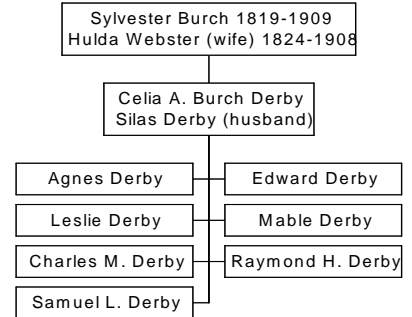 Sylvester Burch 1819-1909
Hulda Webster (wife) 1824-1908
Celia A. Burch Derby
Silas Derby (husband)
Agnes Derby
Edward Derby
Leslie Derby
Mable Derby
Charles M. Derby
Raymond H. Derby
Samuel L. Derby